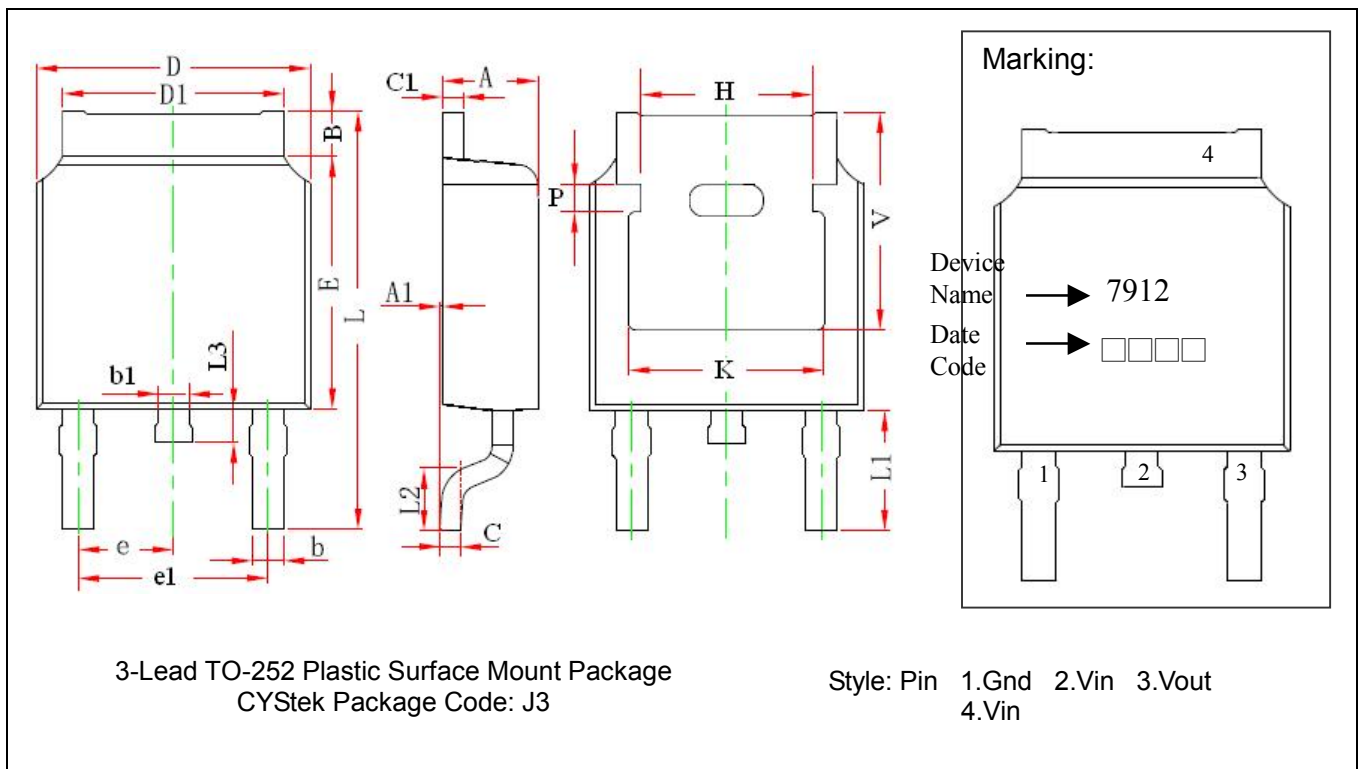 D
D1
B
E
L
L3
b1
e
e1
b
C1
A
A1
L2
C
H
P
V
K
L1
Marking:
4
Device
Name
7912
Date
Code
□□□□
1
2
3
3-Lead TO-252 Plastic Surface Mount Package
CYStek Package Code: J3
Style: Pin 1.Gnd 2.Vin 3.Vout
4.Vin